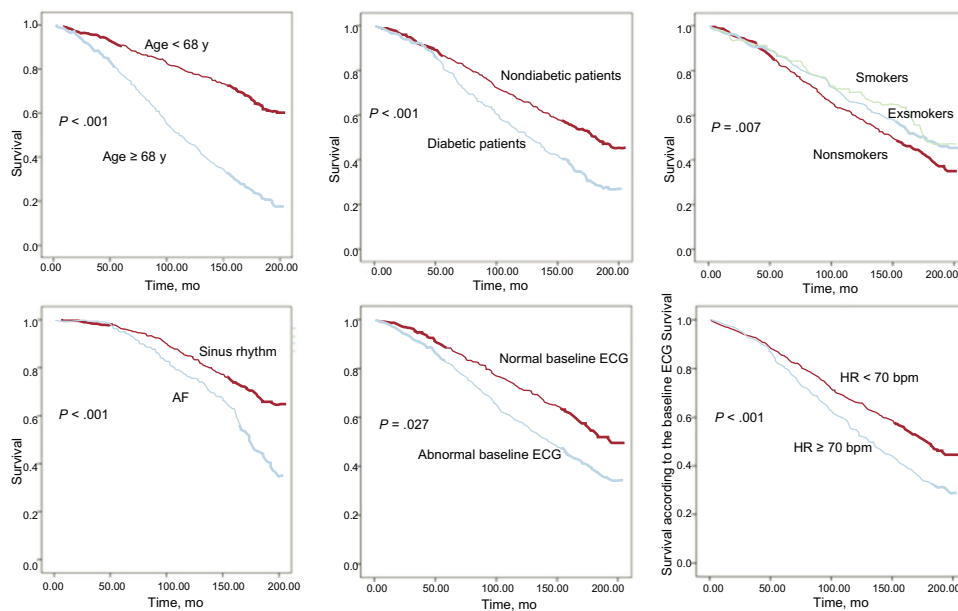 1.0
0.8
0.6
0.4
0.2
0.0
Survival
Age < 68 y
P < .001
Age ≥ 68 y
0.00 50.00 100.00 150.00 200.00
Time, mo
1.0
0.8
0.6
0.4
0.2
0.0
Survival
Nondiabetic patients
P < .001
Diabetic patients
0.00 50.00 100.00 150.00 200.00
Time, mo
1.0
0.8
0.6
0.4
0.2
0.0
Survival
Smokers
Exsmokers
P = .007
Nonsmokers
0.00 50.00 100.00 150.00 200.00
Time, mo
1.0
0.8
0.6
0.4
0.2
0.0
Survival
Sinus rhythm
AF
P < .001
0.00 50.00 100.00 150.00 200.00
Time, mo
1.0
0.8
0.6
0.4
0.2
0.0
Survival
Normal baseline ECG
P = .027
Abnormal baseline ECG
0.00 50.00 100.00 150.00 200.00
Time, mo
1.0
0.8
0.6
0.4
0.2
0.0
Survival according to the baseline ECG Survival
HR < 70 bpm
P < .001
HR ≥ 70 bpm
0.00 50.00 100.00 150.00 200.00
Time, mo